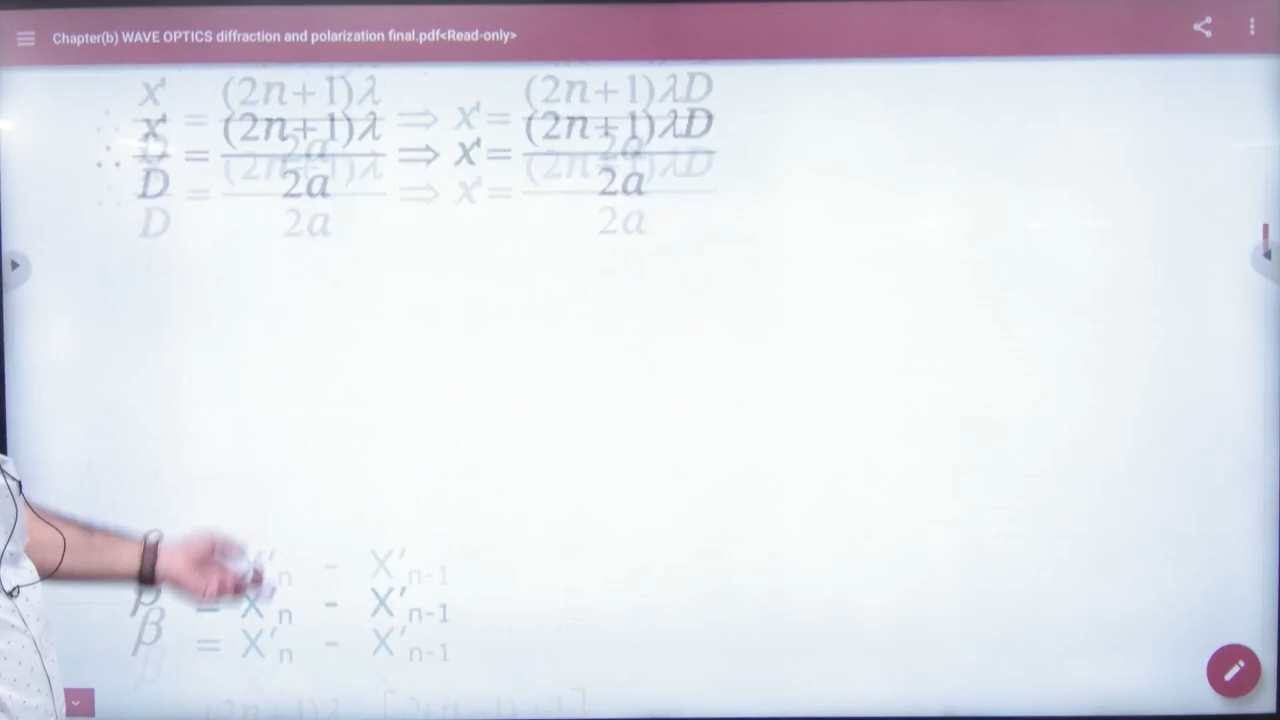 Chapter(b) WAVE OPTICS diffraction and polarization final.pdf<Read-only>
∴ x'/D = (2n+1)λ/2a ⇒ x' = (2n+1)λD/2a
β = X'n - X'n-1